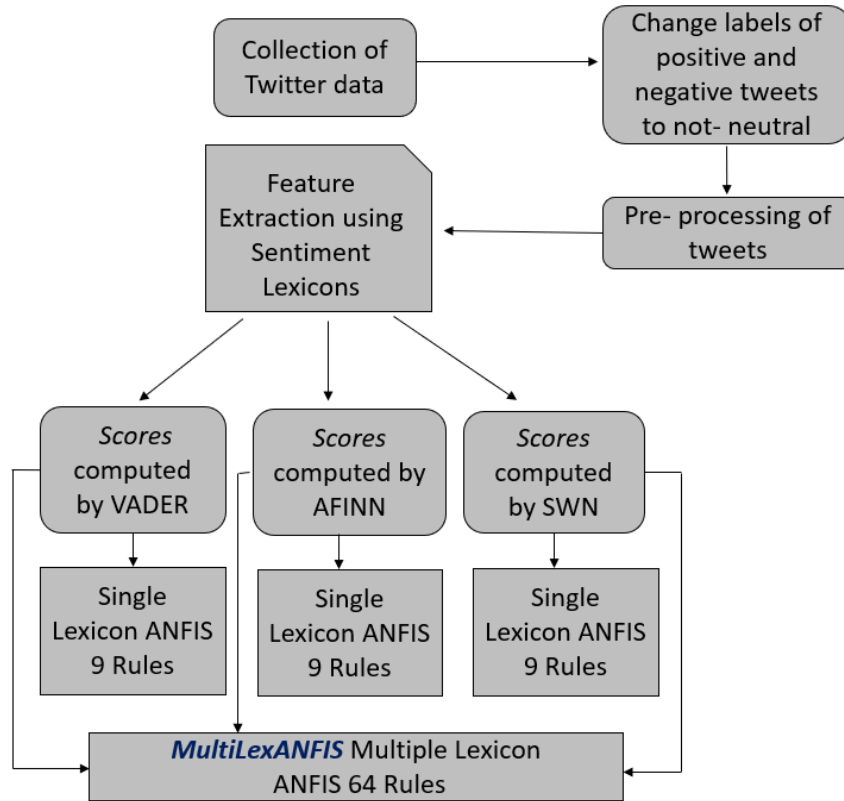 Collection of
Twitter data
Change labels of
positive and
negative tweets
to not- neutral
Pre- processing of
tweets
Feature
Extraction using
Sentiment
Lexicons
Scores
computed
by VADER
Scores
computed by
AFINN
Scores
computed
by SWN
Single
Lexicon ANFIS
9 Rules
Single
Lexicon ANFIS
9 Rules
Single
Lexicon ANFIS
9 Rules
MultiLexANFIS Multiple Lexicon
ANFIS 64 Rules